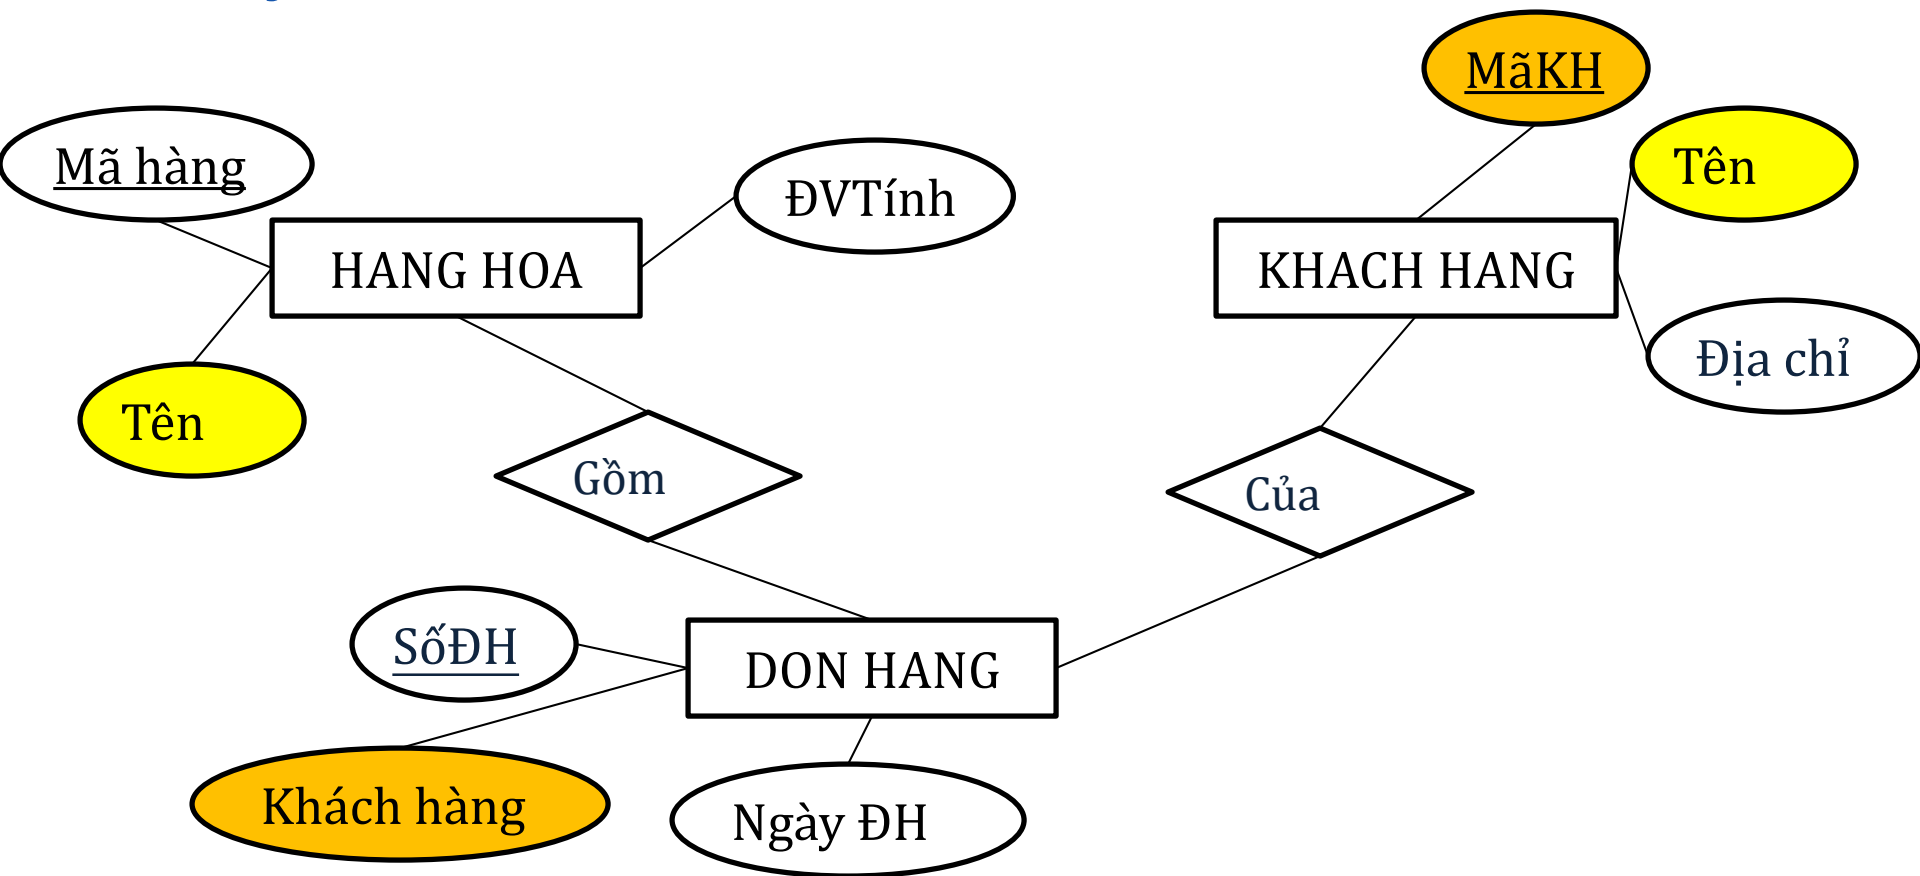 MãKH
Mã hàng
ĐVTính
Tên
HANG HOA
KHACH HANG
Địa chỉ
Tên
Gồm
Của
SốĐH
DON HANG
Khách hàng
Ngày ĐH